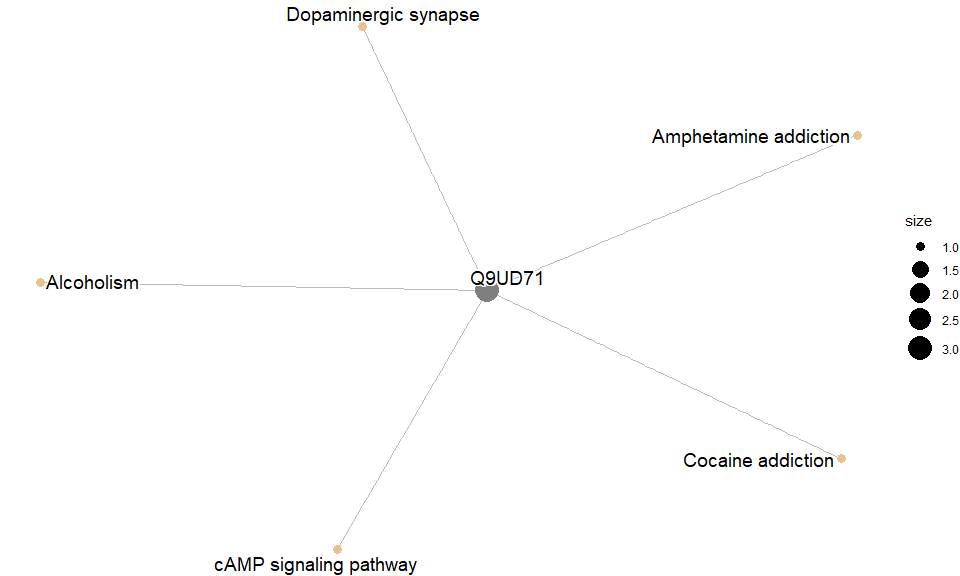 Dopaminergic synapse
Amphetamine addiction
size
1.0
1.5
2.0
2.5
3.0
Q9UD71
Alcoholism
Cocaine addiction
cAMP signaling pathway